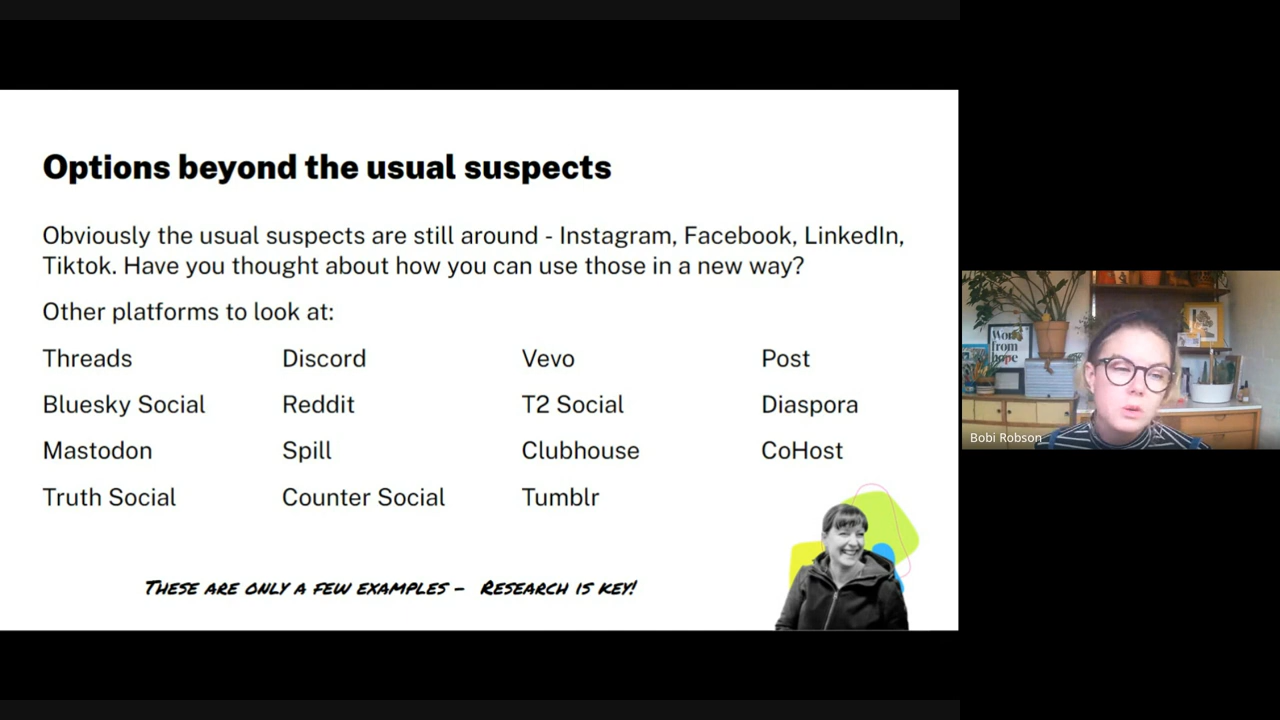 Options beyond the usual suspects
Obviously the usual suspects are still around - Instagram, Facebook, LinkedIn,
Tiktok. Have you thought about how you can use those in a new way?
Other platforms to look at:
Threads Discord Vevo Post
Bluesky Social Reddit T2 Social Diaspora
Mastodon Spill Clubhouse CoHost
Truth Social Counter Social Tumblr
THESE ARE ONLY A FEW EXAMPLES - RESEARCH IS KEY!
Work
from
hope
Bobi Robson